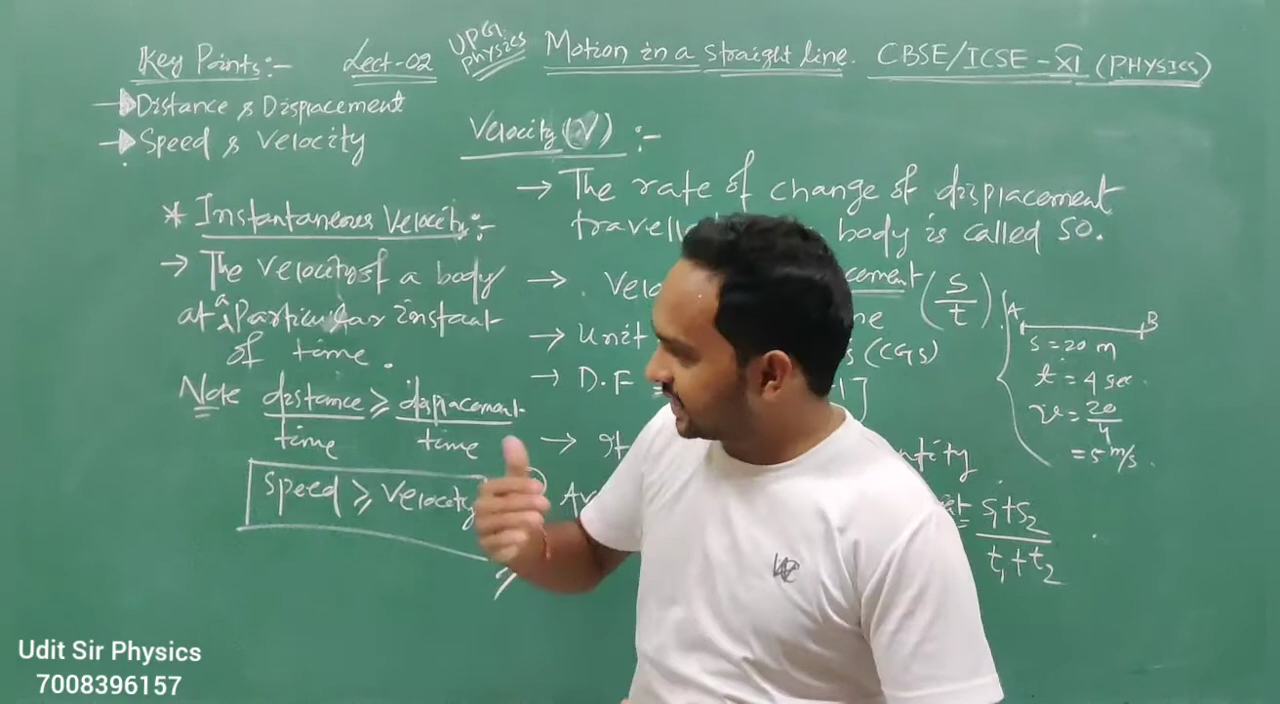 Key Points:- Lect-02 UPG Physics Motion in a straight line. CBSE/ICSE - XI (PHYSICS)
→ Distance & Displacement
→ Speed & Velocity
* Instantaneous Velocity:-
→ The velocity of a body
at a Particular instant
of time.
Note distance ≥ displacement
time time
Speed ≥ Velocity
Velocity (V) :-
→ The rate of change of displacement
body is called so.
→ (s/t)
→ Unit (CGS)
→ D.F =
→
s₁+s₂
t₁+t₂
A B
S = 20 m
t = 4 sec.
v = 20/4
= 5 m/s.
Udit Sir Physics
7008396157